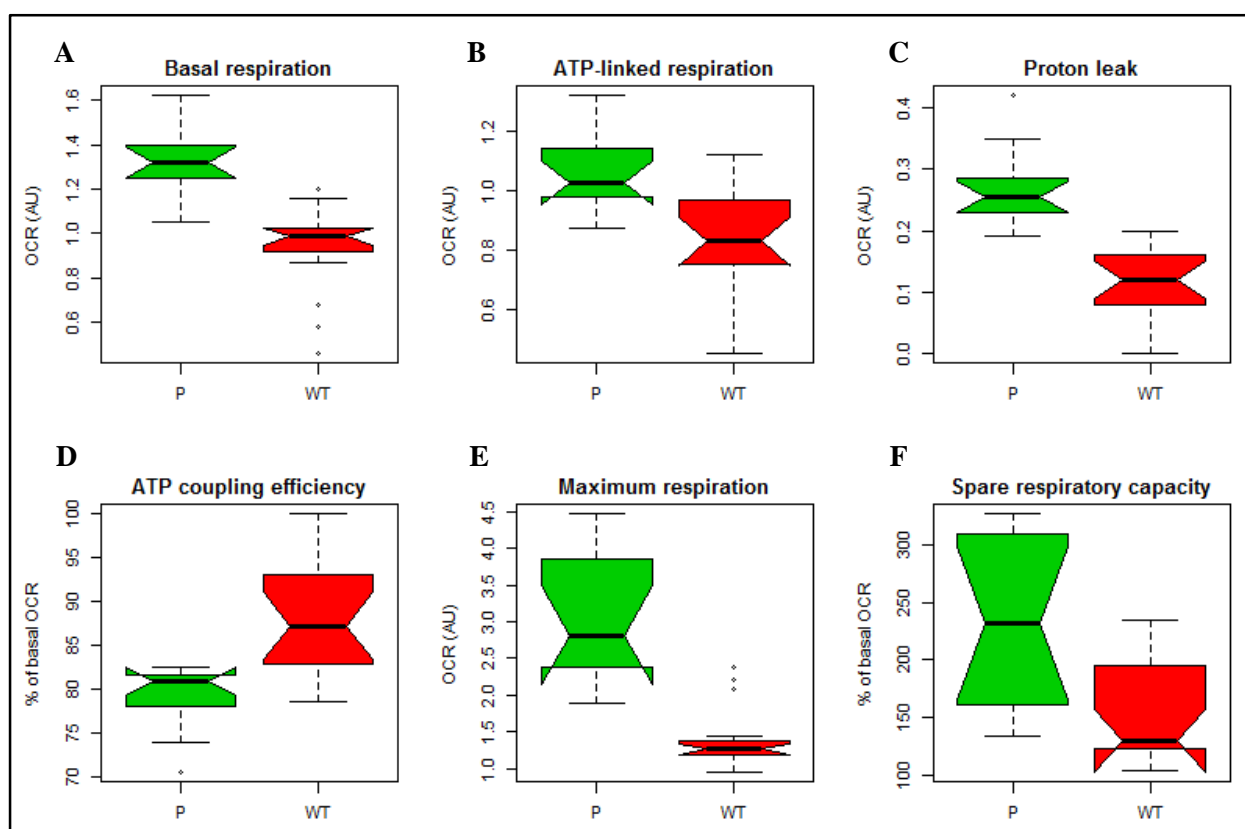 A
Basal respiration
OCR (AU)
1.6
1.4
1.2
1.0
0.8
0.6
P WT
B
ATP-linked respiration
OCR (AU)
1.2
1.0
0.8
0.6
P WT
C
Proton leak
OCR (AU)
0.4
0.3
0.2
0.1
0.0
P WT
D
ATP coupling efficiency
% of basal OCR
100
95
90
85
80
75
70
P WT
E
Maximum respiration
OCR (AU)
4.5
4.0
3.5
3.0
2.5
2.0
1.5
1.0
P WT
F
Spare respiratory capacity
% of basal OCR
300
250
200
150
100
P WT